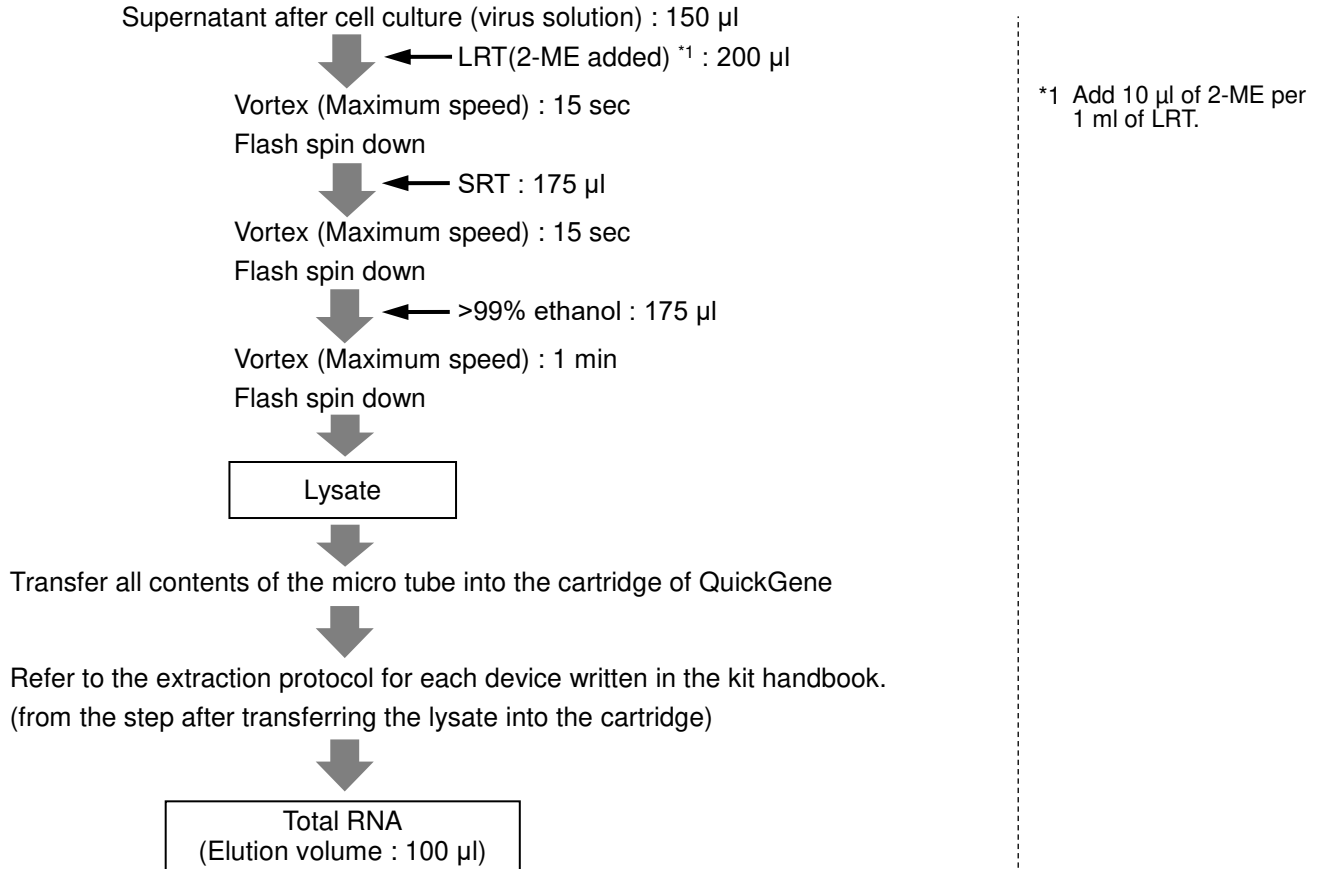 Supernatant after cell culture (virus solution) : 150 µl
LRT(2-ME added) *1 : 200 µl
Vortex (Maximum speed) : 15 sec
Flash spin down
SRT : 175 µl
Vortex (Maximum speed) : 15 sec
Flash spin down
>99% ethanol : 175 µl
Vortex (Maximum speed) : 1 min
Flash spin down
Lysate
Transfer all contents of the micro tube into the cartridge of QuickGene
Refer to the extraction protocol for each device written in the kit handbook.
(from the step after transferring the lysate into the cartridge)
Total RNA
(Elution volume : 100 µl)
*1 Add 10 µl of 2-ME per
1 ml of LRT.